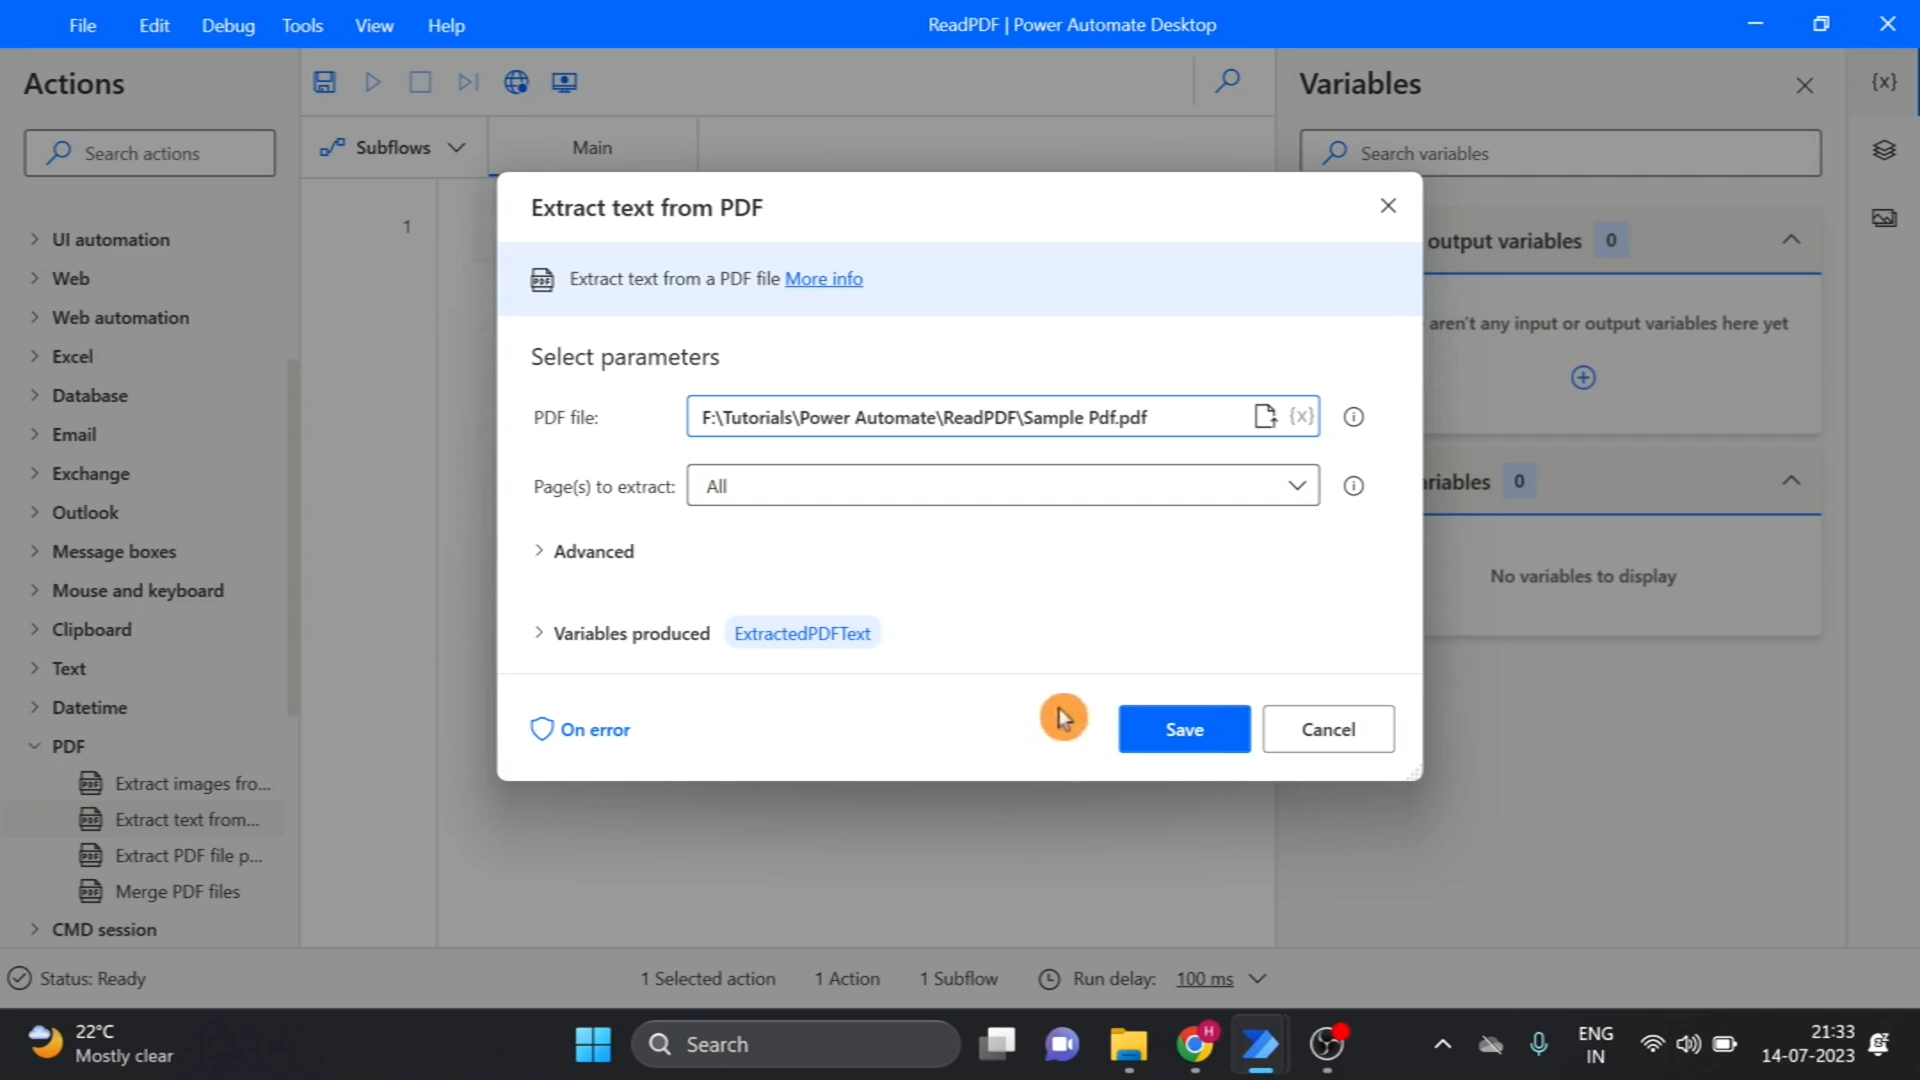 File Edit Debug Tools View Help
ReadPDF | Power Automate Desktop
Actions
Search actions
UI automation
Web
Web automation
Excel
Database
Email
Exchange
Outlook
Message boxes
Mouse and keyboard
Clipboard
Text
Datetime
PDF
Extract images fro...
Extract text from...
Extract PDF file p...
Merge PDF files
CMD session
Subflows
Main
1
Extract text from PDF
PDF Extract text from a PDF file More info
Select parameters
PDF file:
F:\Tutorials\Power Automate\ReadPDF\Sample Pdf.pdf
{x}
Page(s) to extract:
All
Advanced
Variables produced ExtractedPDFText
On error
Save
Cancel
Variables
{x}
Search variables
output variables 0
aren't any input or output variables here yet
riables 0
No variables to display
Status: Ready
1 Selected action
1 Action
1 Subflow
Run delay: 100 ms
22°C
Mostly clear
Search
H
ENG
IN
21:33
14-07-2023